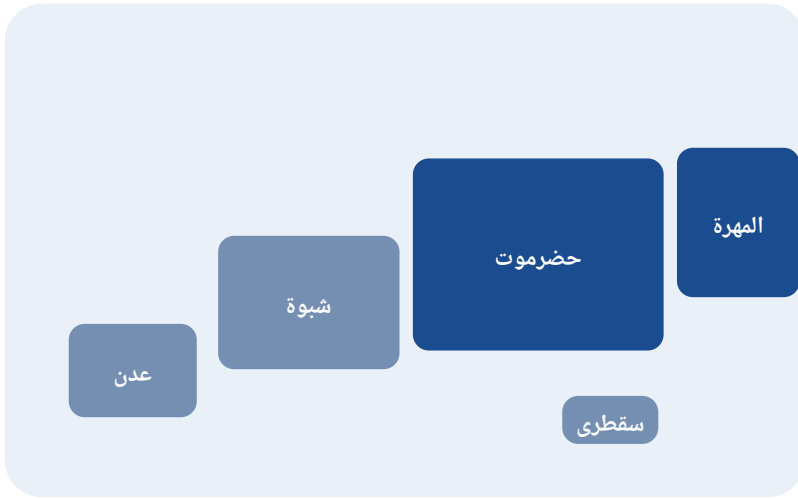 المهرة
حضرموت
شبوة
عدن
سقطرى